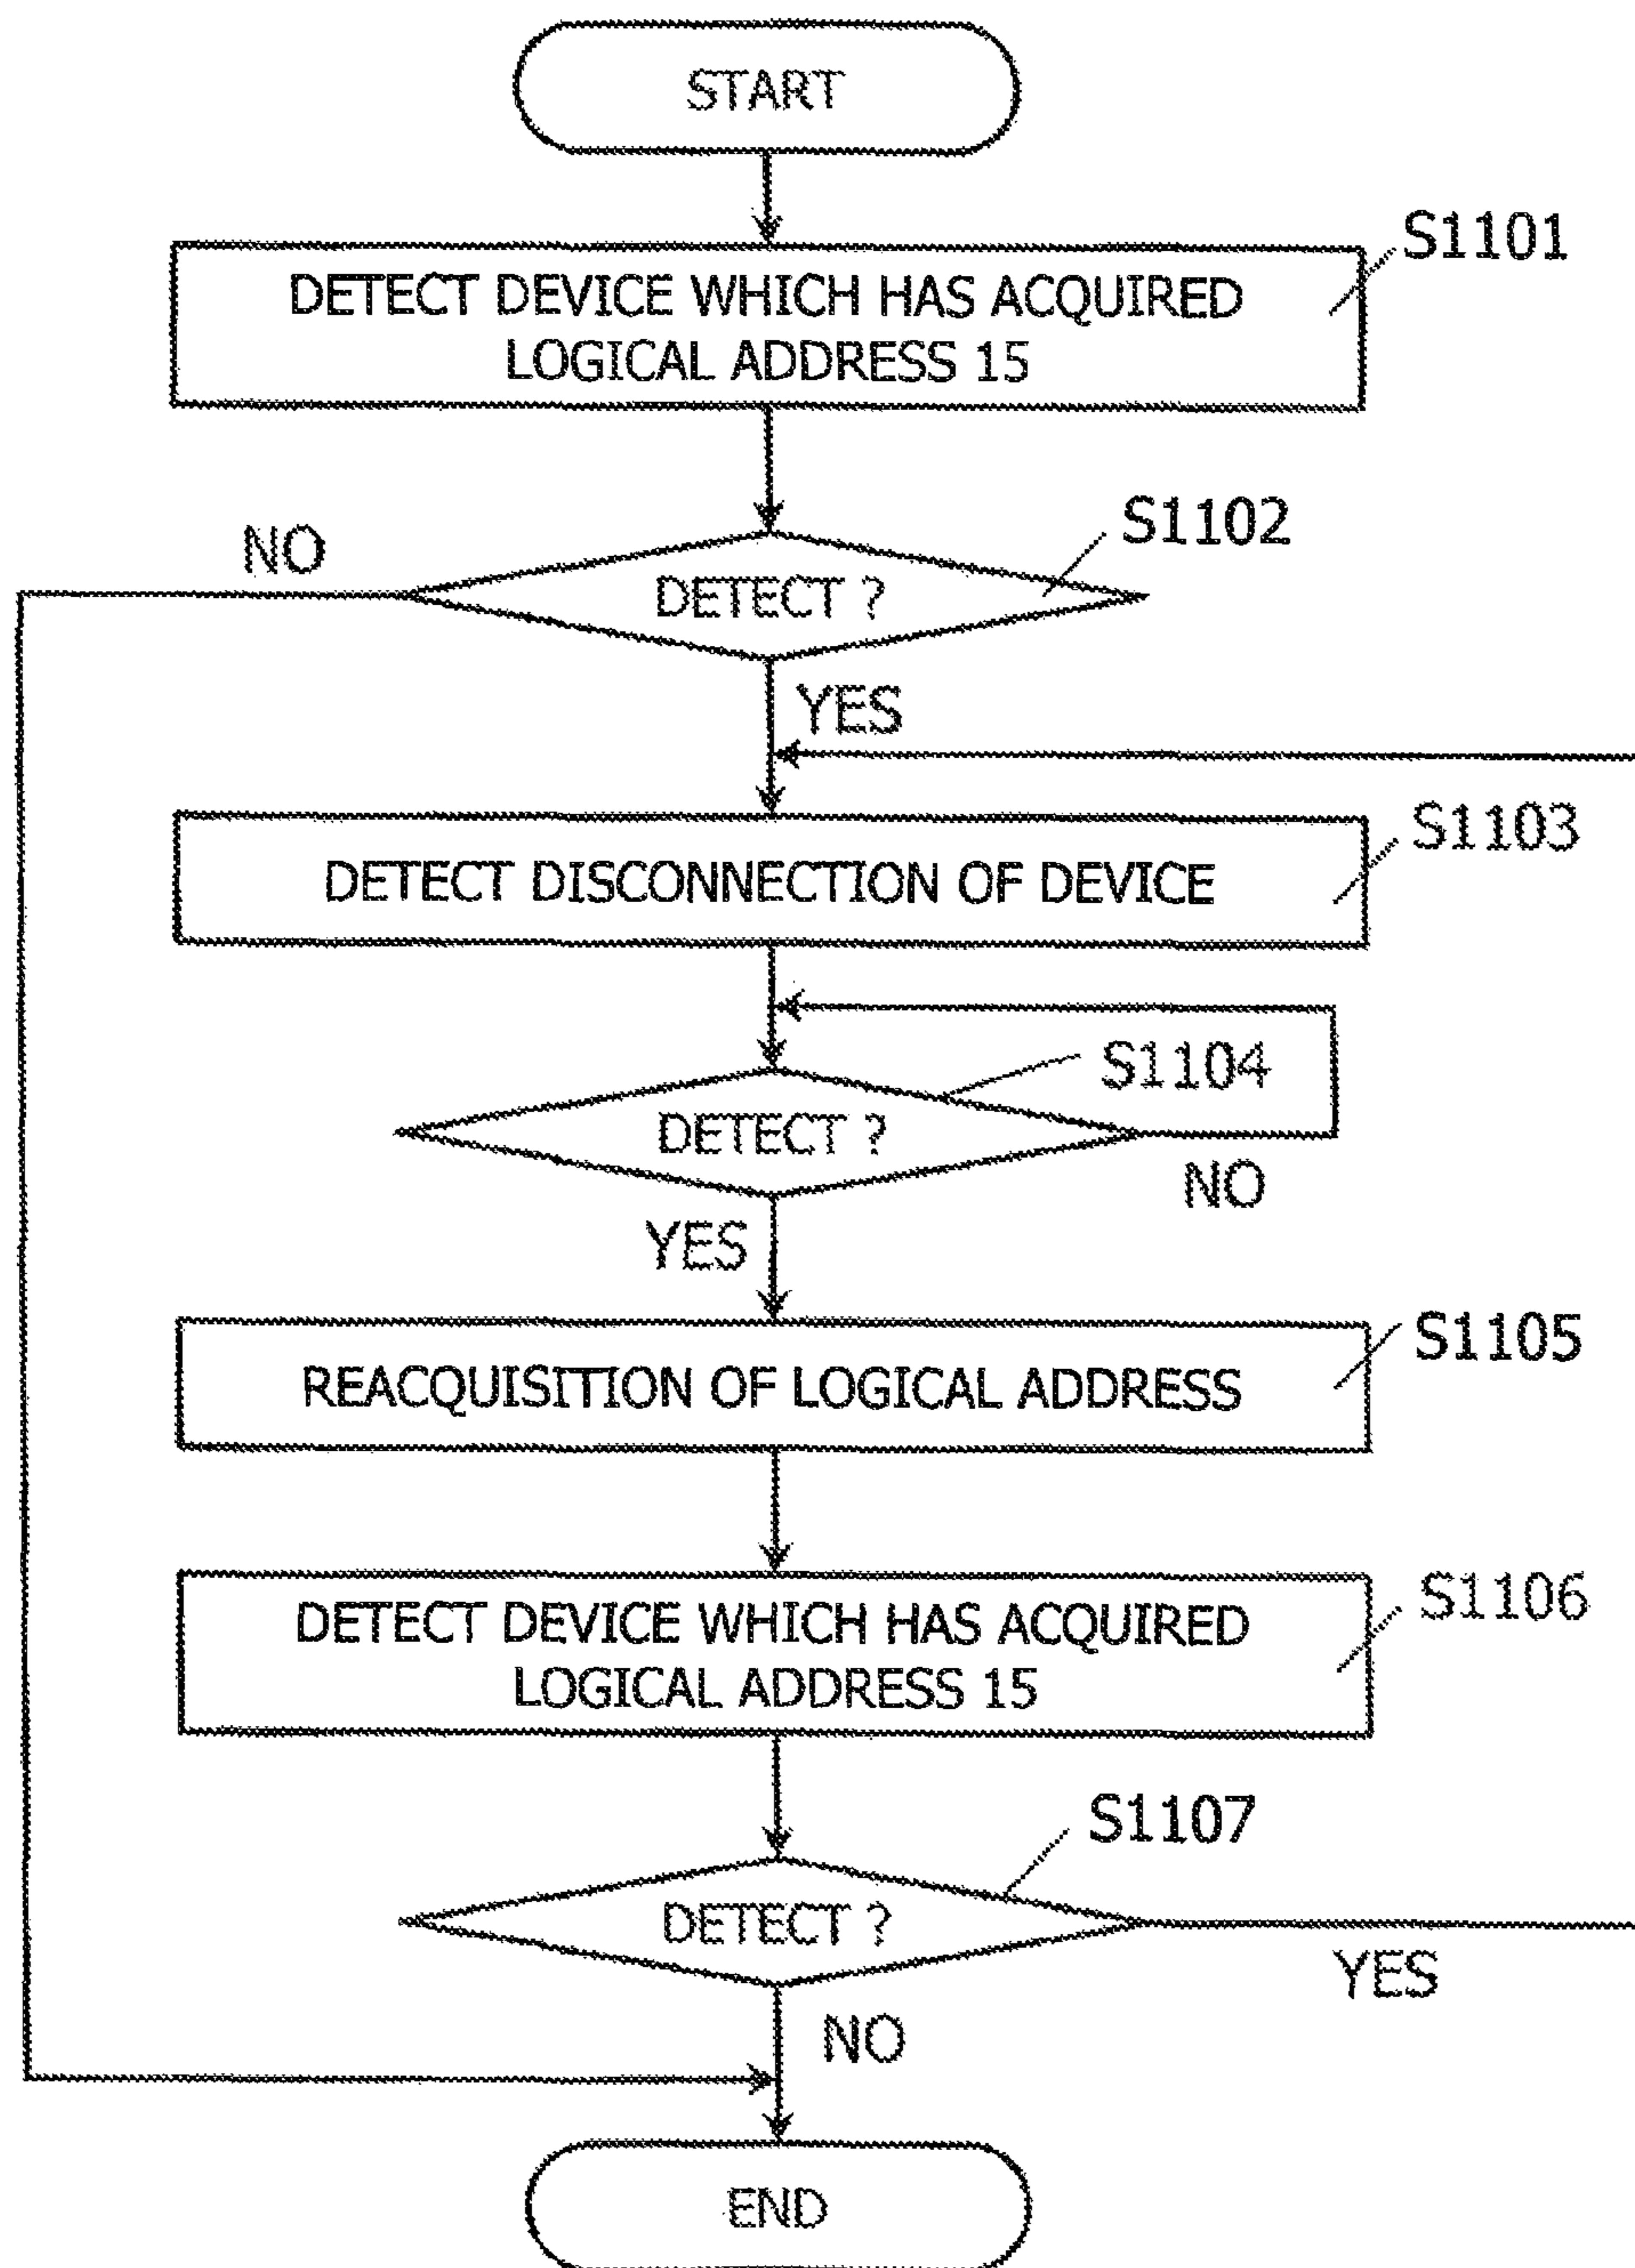 START
S1101
DETECT DEVICE WHICH HAS ACQUIRED
LOGICAL ADDRESS 15
S1102
NO
DETECT ?
YES
S1103
DETECT DISCONNECTION OF DEVICE
S1104
DETECT ?
NO
YES
S1105
REACQUISITION OF LOGICAL ADDRESS
S1106
DETECT DEVICE WHICH HAS ACQUIRED
LOGICAL ADDRESS 15
S1107
DETECT ?
YES
NO
END